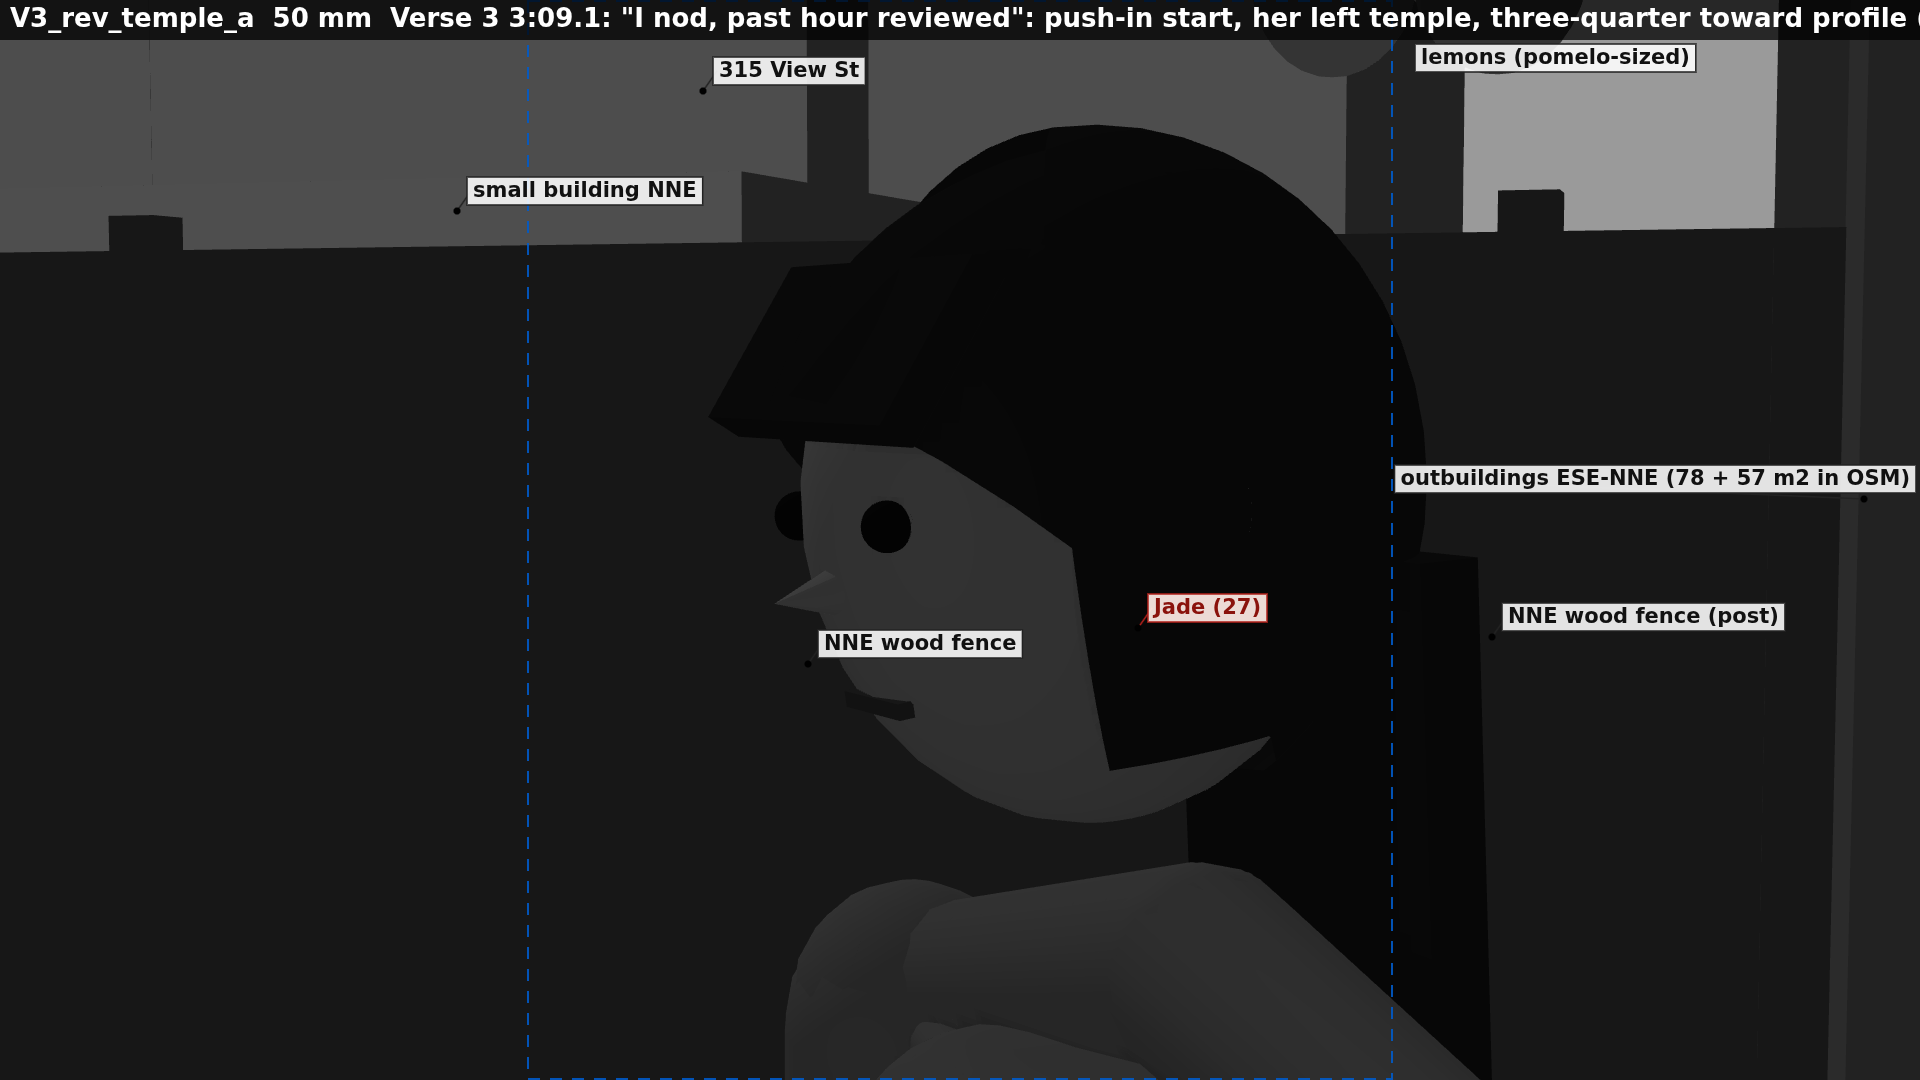 V3_rev_temple_a  50 mm  Verse 3 3:09.1: "I nod, past hour reviewed": push-in start, her left temple, three-quarter toward profile (
lemons (pomelo-sized)
315 View St
small building NNE
outbuildings ESE-NNE (78 + 57 m2 in OSM)
Jade (27)
NNE wood fence (post)
NNE wood fence